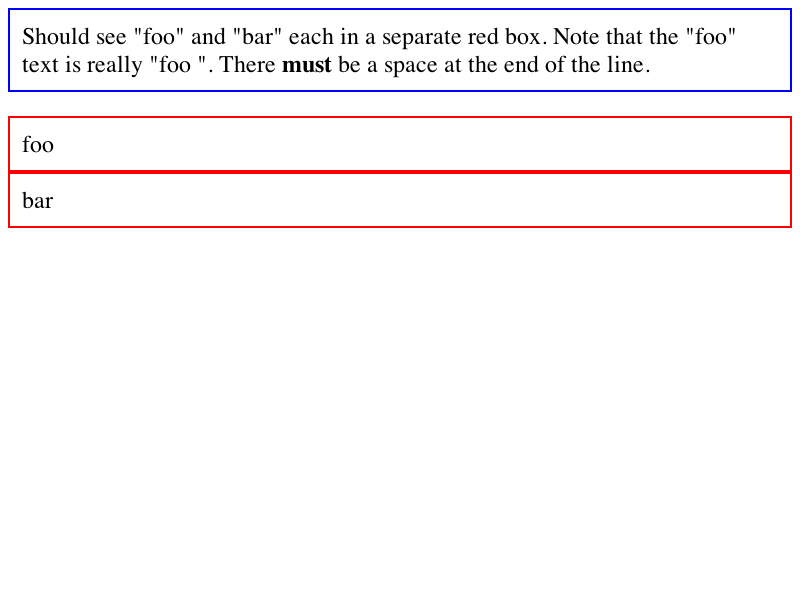 Should see "foo" and "bar" each in a separate red box. Note that the "foo"
text is really "foo ". There must be a space at the end of the line.
foo
bar